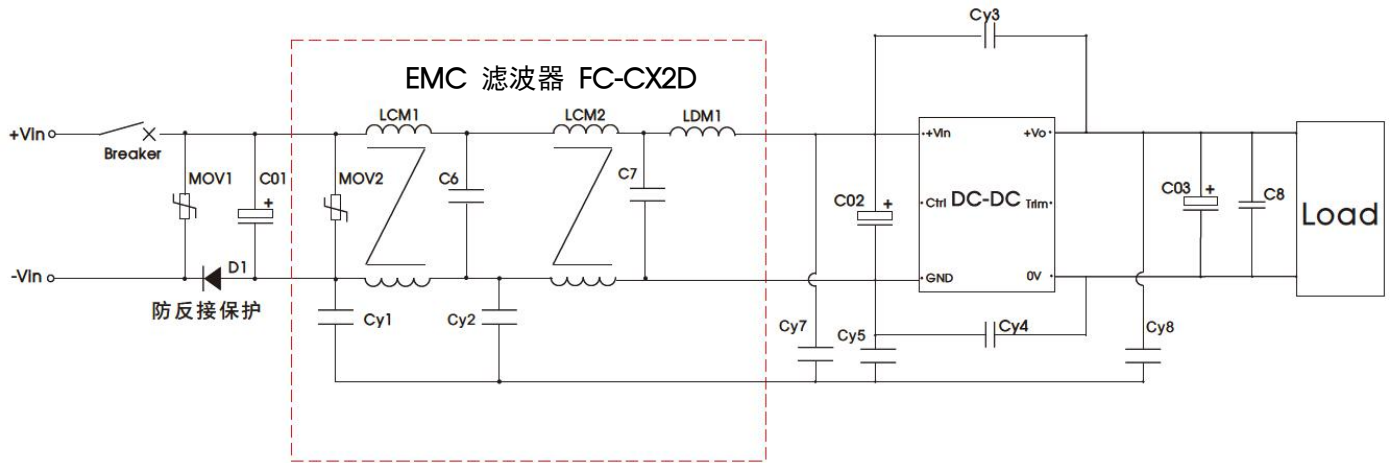 Cy3
EMC 滤波器 FC-CX2D
LCM1
LCM2
LDM1
+Vin
Breaker
+Vin
+Vo
MOV1
C01
+
MOV2
C6
C7
C02
+
Ctrl
DC-DC
Trim
C03
+
C8
Load
-Vin
D1
GND
0V
防反接保护
Cy1
Cy2
Cy7
Cy5
Cy4
Cy8